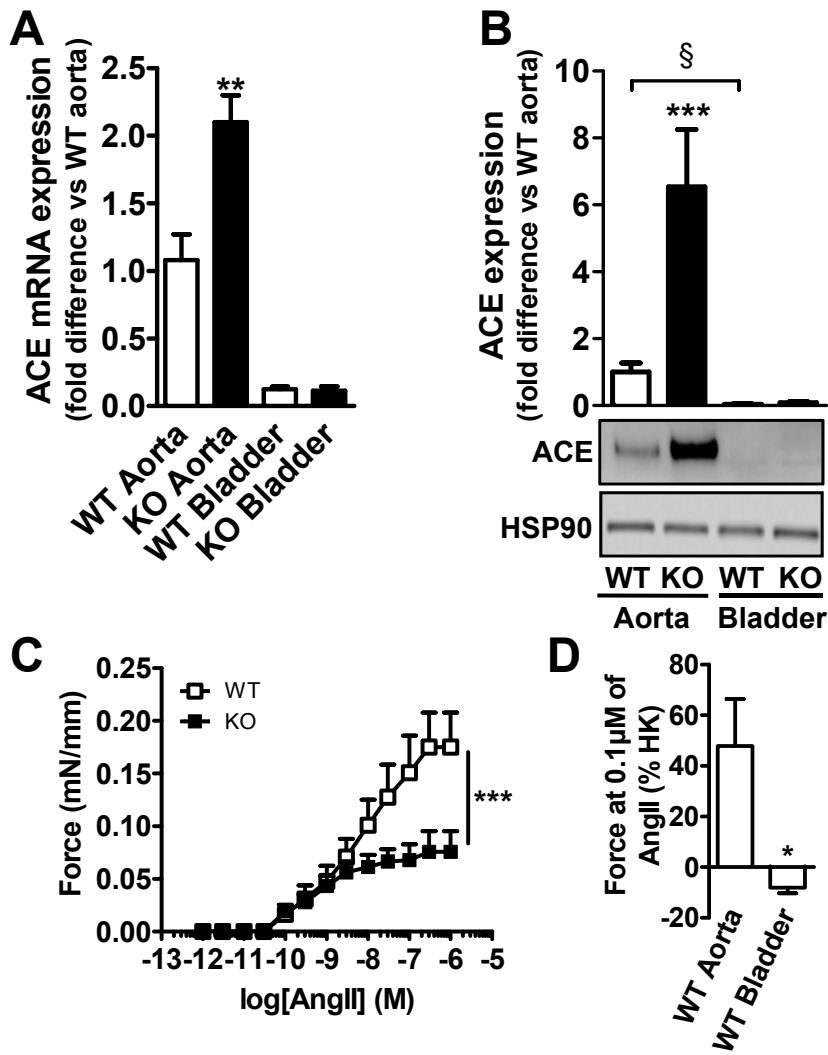 A
ACE mRNA expression
(fold difference vs WT aorta)
2.5
2.0
1.5
1.0
0.5
0.0
**
WT Aorta
KO Aorta
WT Bladder
KO Bladder
B
ACE expression
(fold difference vs WT aorta)
10
8
6
4
2
0
§
***
ACE
HSP90
WT KO WT KO
Aorta Bladder
C
Force (mN/mm)
0.25
0.20
0.15
0.10
0.05
0.00
WT
KO
***
-13 -12 -11 -10 -9 -8 -7 -6 -5
log[AngII] (M)
D
Force at 0.1µM of
AngII (% HK)
80
60
40
20
0
-20
*
WT Aorta
WT Bladder